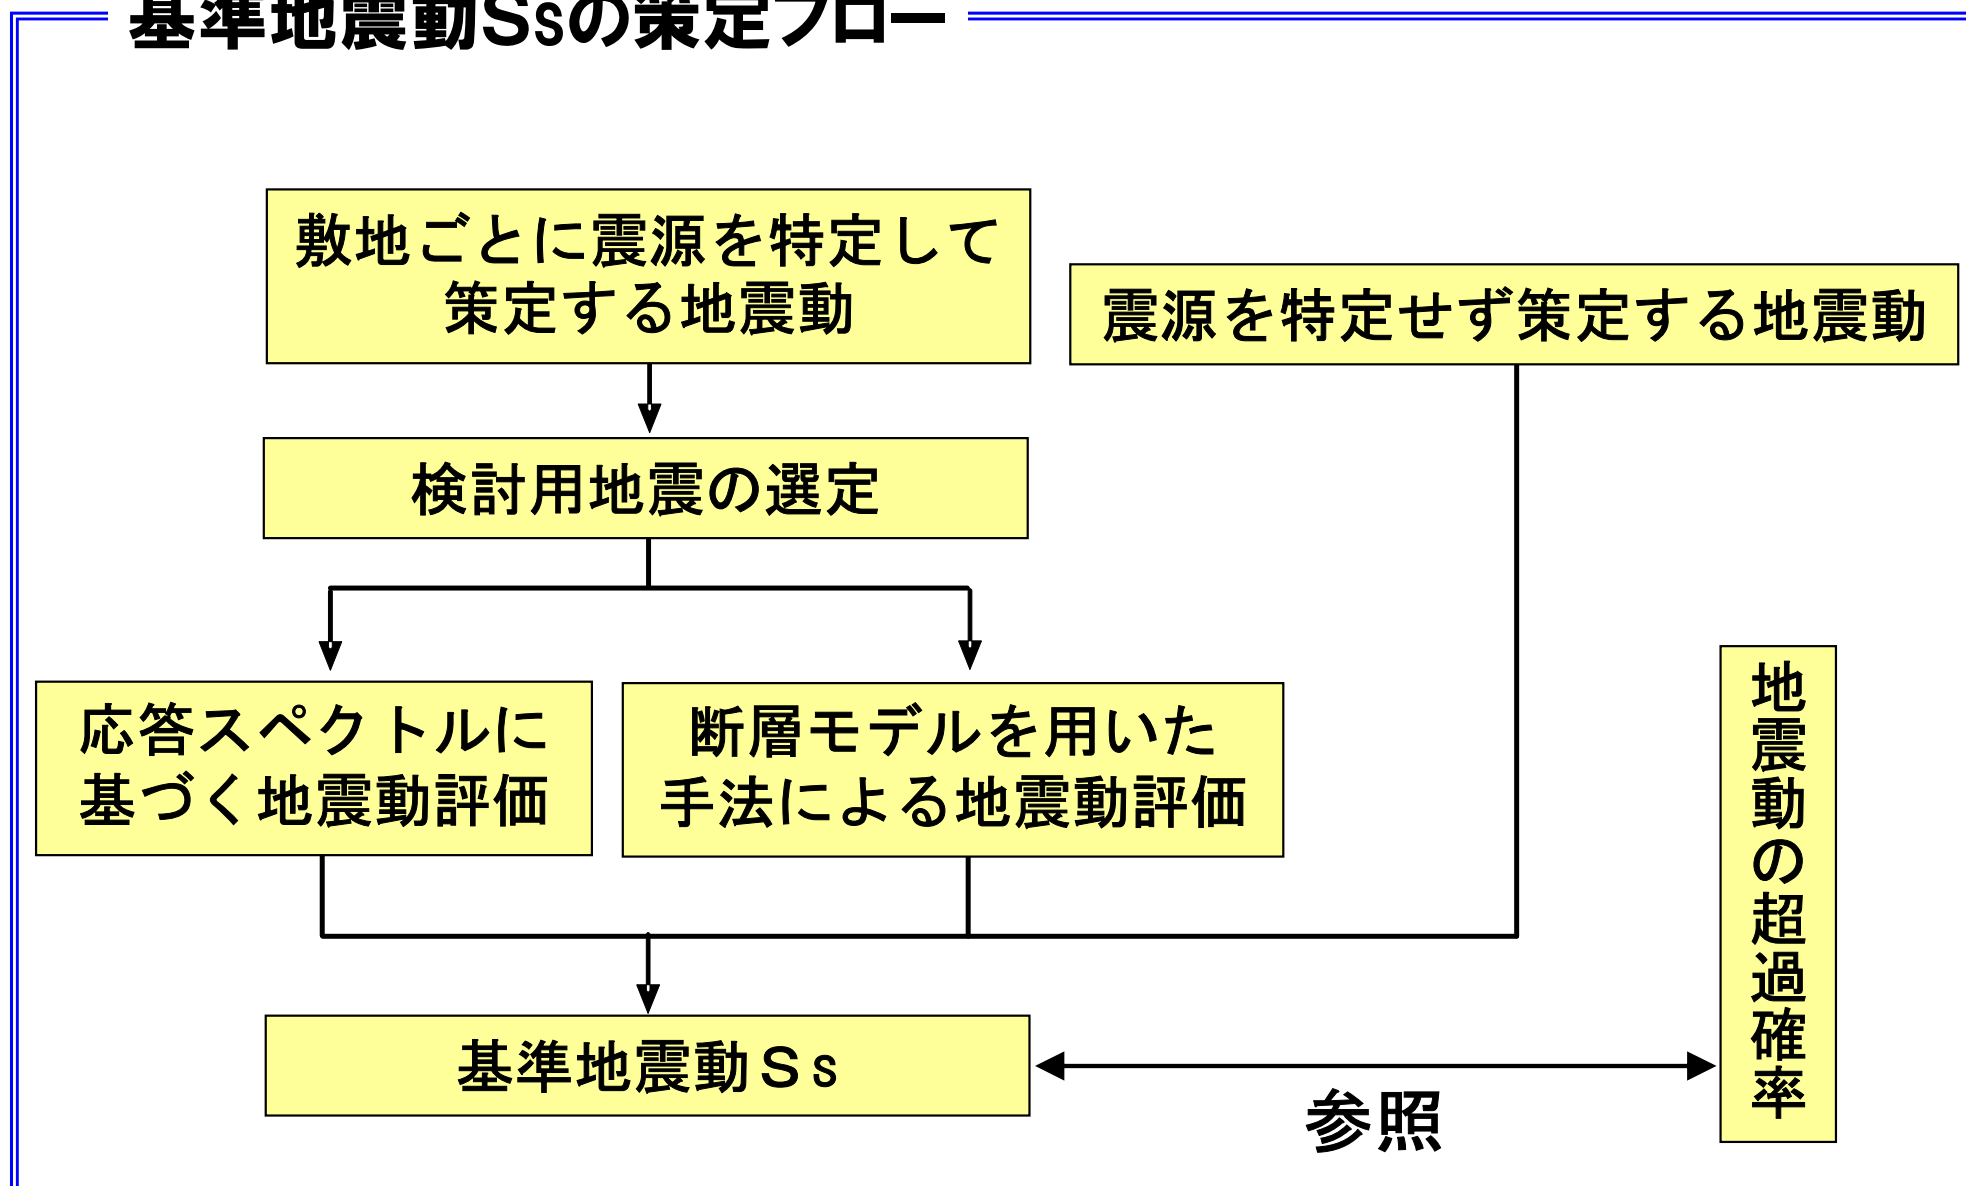 基準地震動Ssの策定フロー
敷地ごとに震源を特定して
策定する地震動
震源を特定せず策定する地震動
検討用地震の選定
応答スペクトルに
基づく地震動評価
断層モデルを用いた
手法による地震動評価
地震動の超過確率
基準地震動Ｓｓ
参照